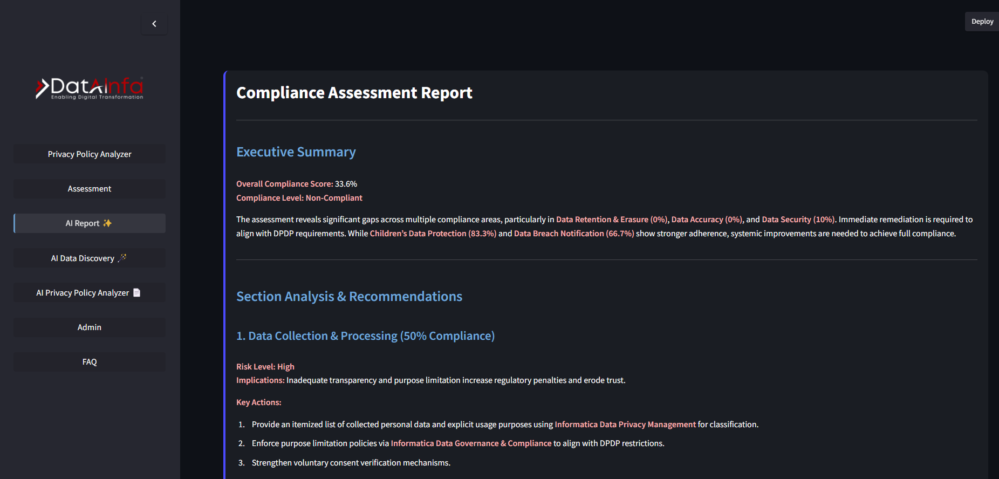 Deploy
DatAInfa
Enabling Digital Transformation
Privacy Policy Analyzer
Assessment
AI Report ✨
AI Data Discovery 🪄
AI Privacy Policy Analyzer 📄
Admin
FAQ
Compliance Assessment Report
Executive Summary
Overall Compliance Score: 33.6%
Compliance Level: Non-Compliant
The assessment reveals significant gaps across multiple compliance areas, particularly in Data Retention & Erasure (0%), Data Accuracy (0%), and Data Security (10%). Immediate remediation is required to
align with DPDP requirements. While Children’s Data Protection (83.3%) and Data Breach Notification (66.7%) show stronger adherence, systemic improvements are needed to achieve full compliance.
Section Analysis & Recommendations
1. Data Collection & Processing (50% Compliance)
Risk Level: High
Implications: Inadequate transparency and purpose limitation increase regulatory penalties and erode trust.
Key Actions:
1. Provide an itemized list of collected personal data and explicit usage purposes using Informatica Data Privacy Management for classification.
2. Enforce purpose limitation policies via Informatica Data Governance & Compliance to align with DPDP restrictions.
3. Strengthen voluntary consent verification mechanisms.